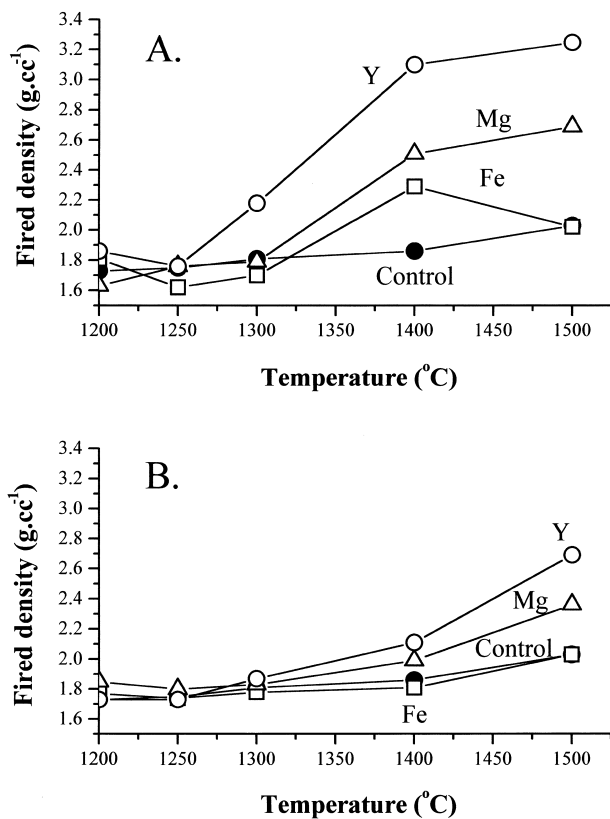 A.
Fired density (g.cc⁻¹)
3.4
3.2
3.0
2.8
2.6
2.4
2.2
2.0
1.8
1.6
Y
Mg
Fe
Control
1200 1250 1300 1350 1400 1450 1500
Temperature (°C)
B.
Fired density (g.cc⁻¹)
3.4
3.2
3.0
2.8
2.6
2.4
2.2
2.0
1.8
1.6
Y
Mg
Control
Fe
1200 1250 1300 1350 1400 1450 1500
Temperature (°C)